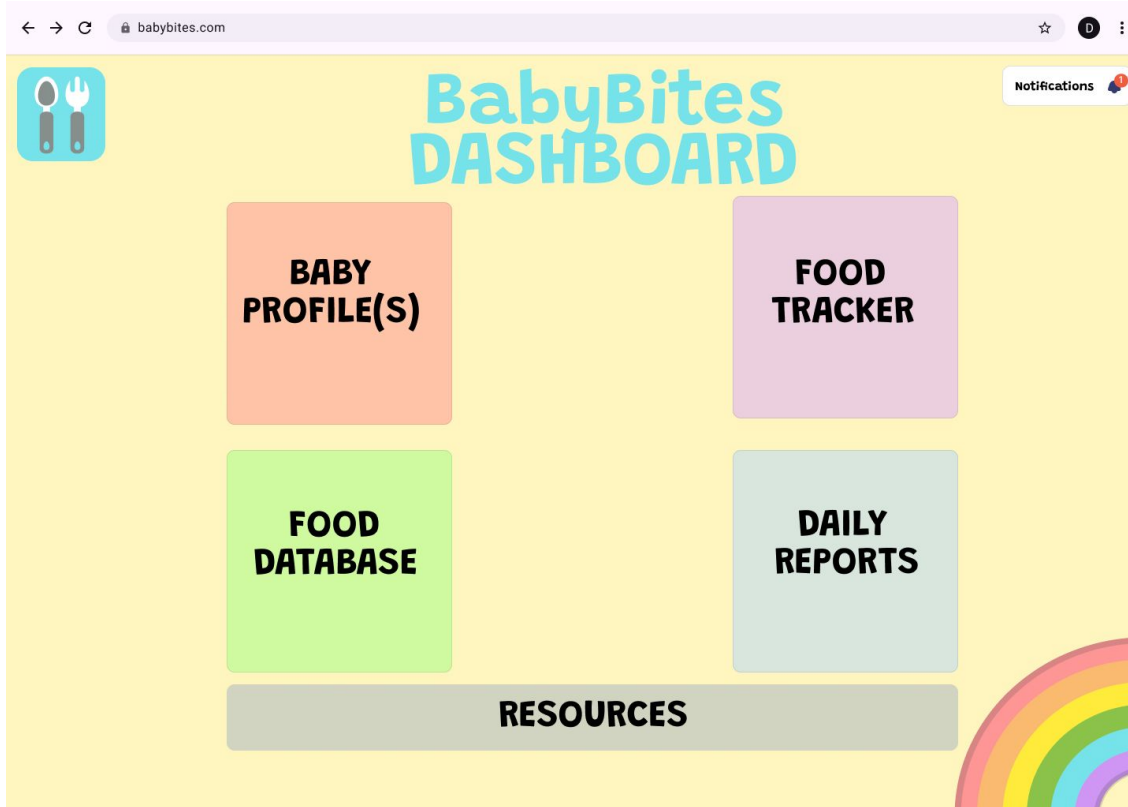 babybites.com
D
Notifications
1
BabyBites
DASHBOARD
BABY
PROFILE(S)
FOOD
TRACKER
FOOD
DATABASE
DAILY
REPORTS
RESOURCES